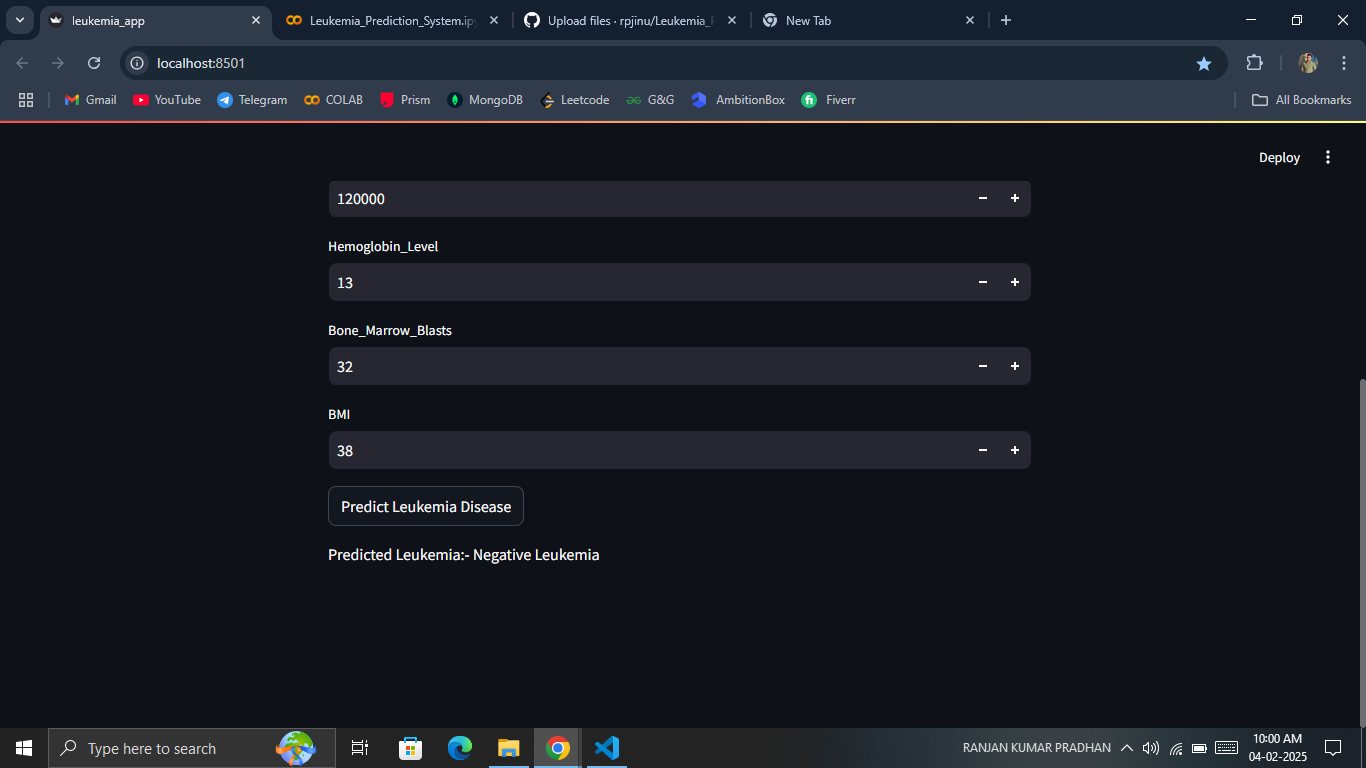 leukemia_app
Leukemia_Prediction_System.ip
Upload files · rpjinu/Leukemia_
New Tab
localhost:8501
Gmail
YouTube
Telegram
COLAB
Prism
MongoDB
Leetcode
G&G
AmbitionBox
Fiverr
All Bookmarks
Deploy
120000
Hemoglobin_Level
13
Bone_Marrow_Blasts
32
BMI
38
Predict Leukemia Disease
Predicted Leukemia:- Negative Leukemia
Type here to search
RANJAN KUMAR PRADHAN
10:00 AM
04-02-2025